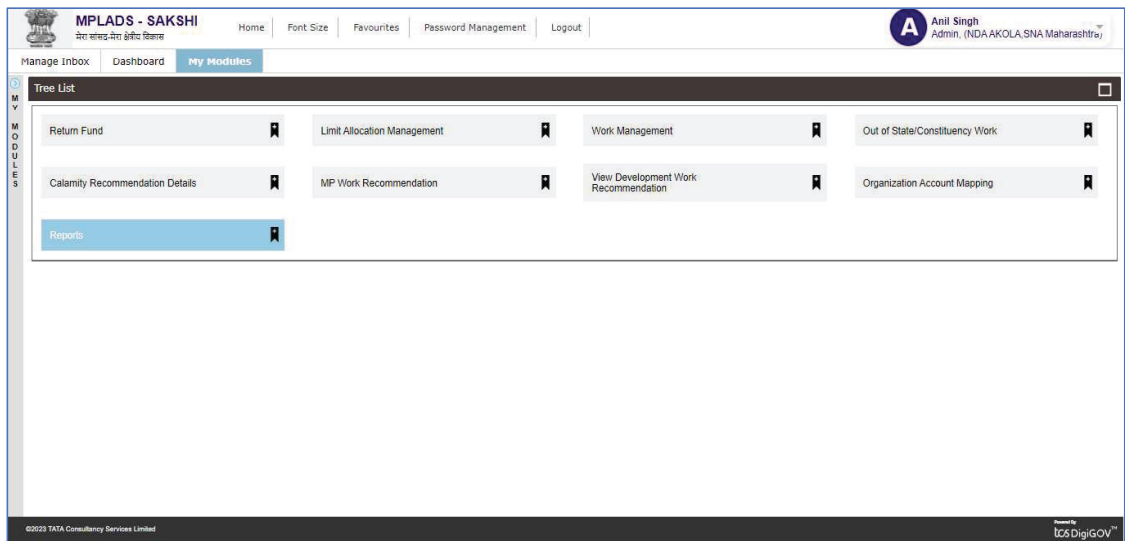 MPLADS - SAKSHI
मेरा सांसद-मेरा क्षेत्रीय विकास
Home Font Size Favourites Password Management Logout
A
Anil Singh
Admin, (NDA AKOLA,SNA Maharashtra)
Manage Inbox Dashboard My Modules
MY MODULES
Tree List
Return Fund Limit Allocation Management Work Management Out of State/Constituency Work
Calamity Recommendation Details MP Work Recommendation View Development Work
Recommendation Organization Account Mapping
Reports
©2023 TATA Consultancy Services Limited
Powered By
tcs DigiGOV™